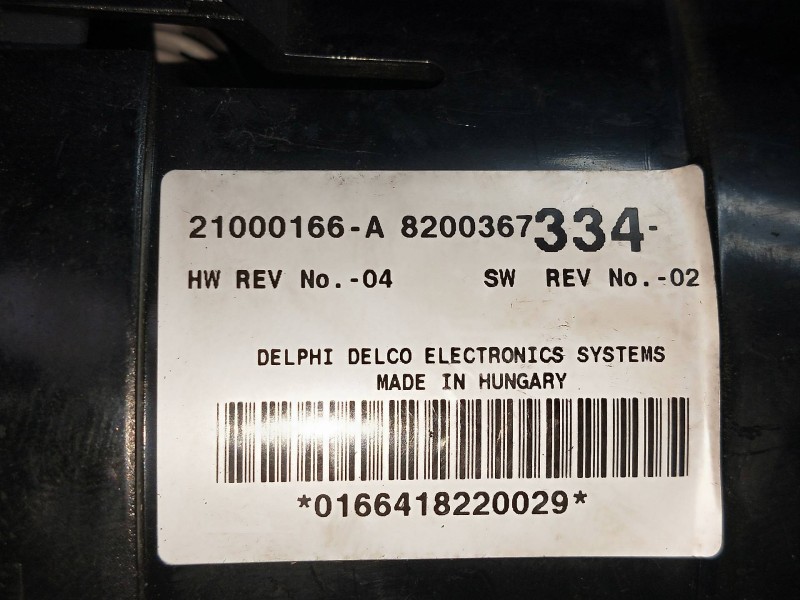 21000166-A 8200367334-
HW REV No.-04 SW REV No.-02
DELPHI DELCO ELECTRONICS SYSTEMS
MADE IN HUNGARY
*0166418220029*